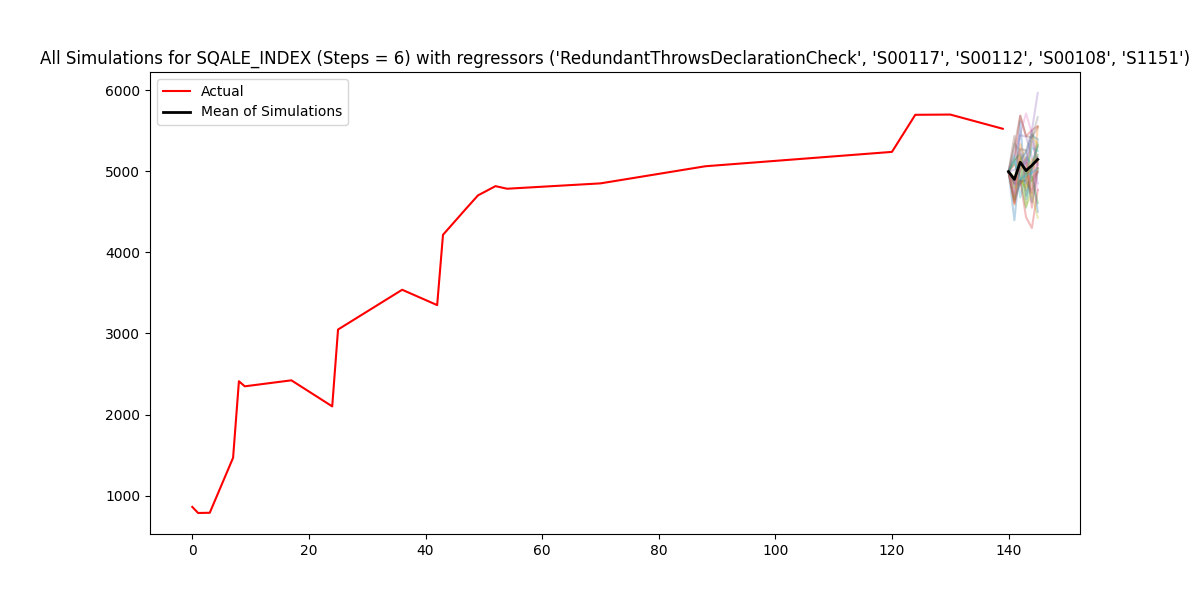 All Simulations for SQALE_INDEX (Steps = 6) with regressors ('RedundantThrowsDeclarationCheck', 'S00117', 'S00112', 'S00108', 'S1151')
Actual
Mean of Simulations
6000
5000
4000
3000
2000
1000
0 20 40 60 80 100 120 140